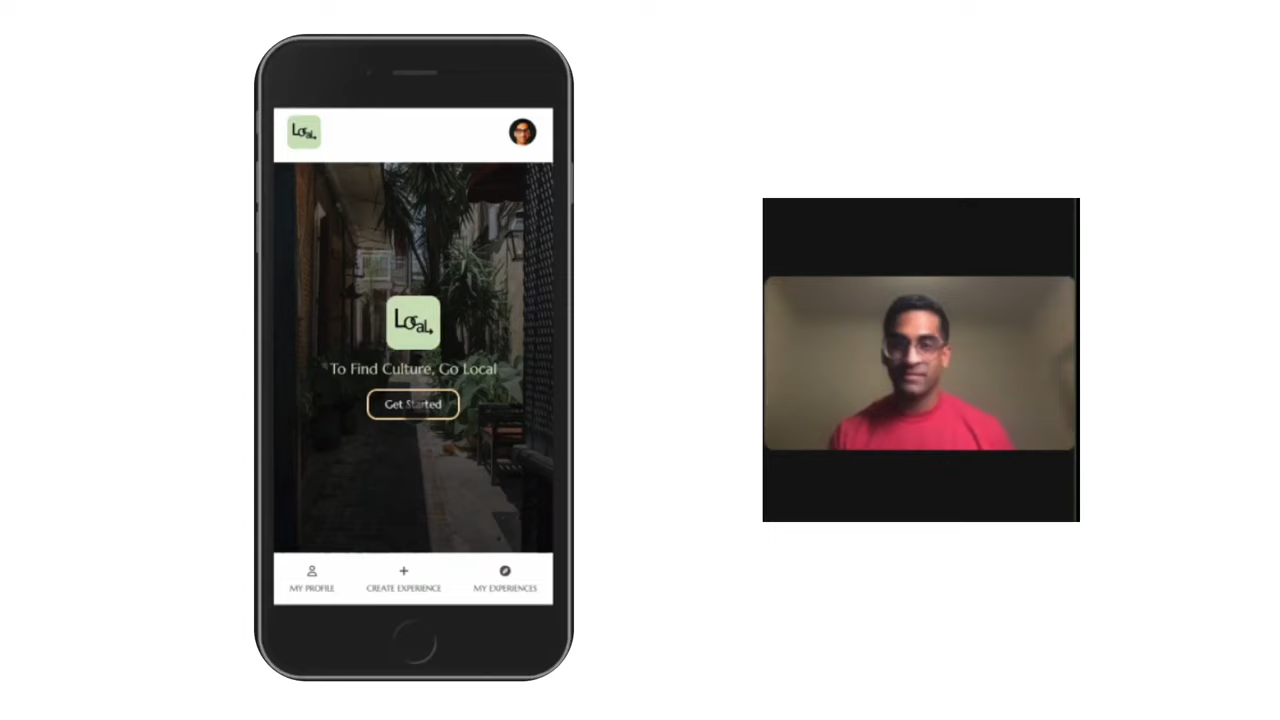 Local
Local
To Find Culture, Go Local
Get Started
MY PROFILE
CREATE EXPERIENCE
MY EXPERIENCES